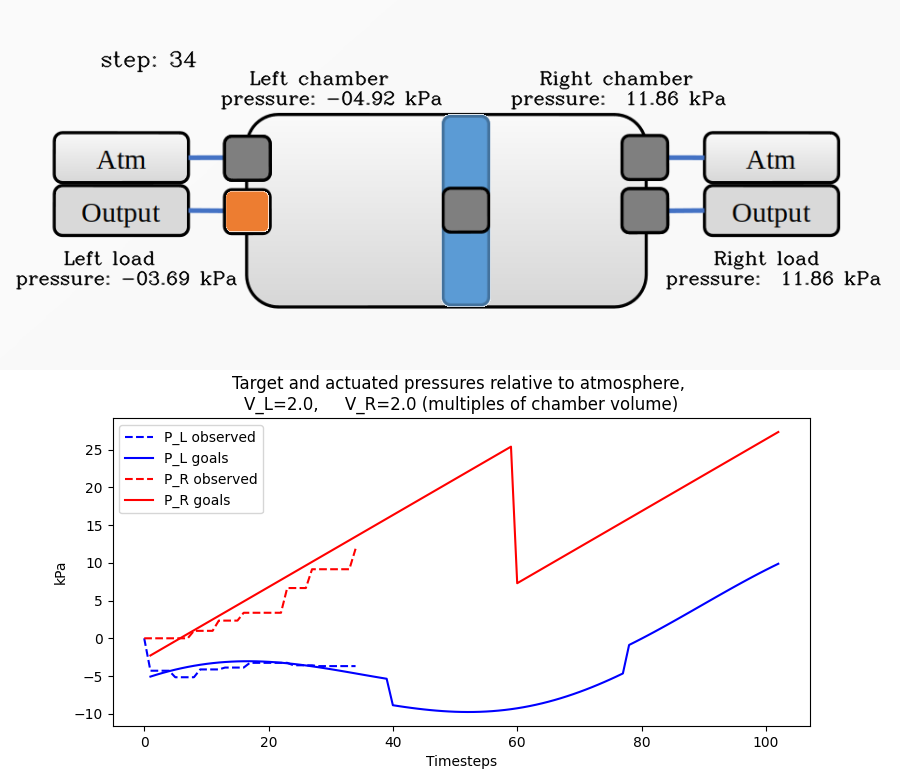 step: 34
Left chamber
pressure: −04.92 kPa
Right chamber
pressure: 11.86 kPa
Atm
Output
Atm
Output
Left load
pressure: −03.69 kPa
Right load
pressure: 11.86 kPa
Target and actuated pressures relative to atmosphere,
V_L=2.0, V_R=2.0 (multiples of chamber volume)
P_L observed
P_L goals
P_R observed
P_R goals
25
20
15
10
5
0
−5
−10
kPa
0 20 40 60 80 100
Timesteps